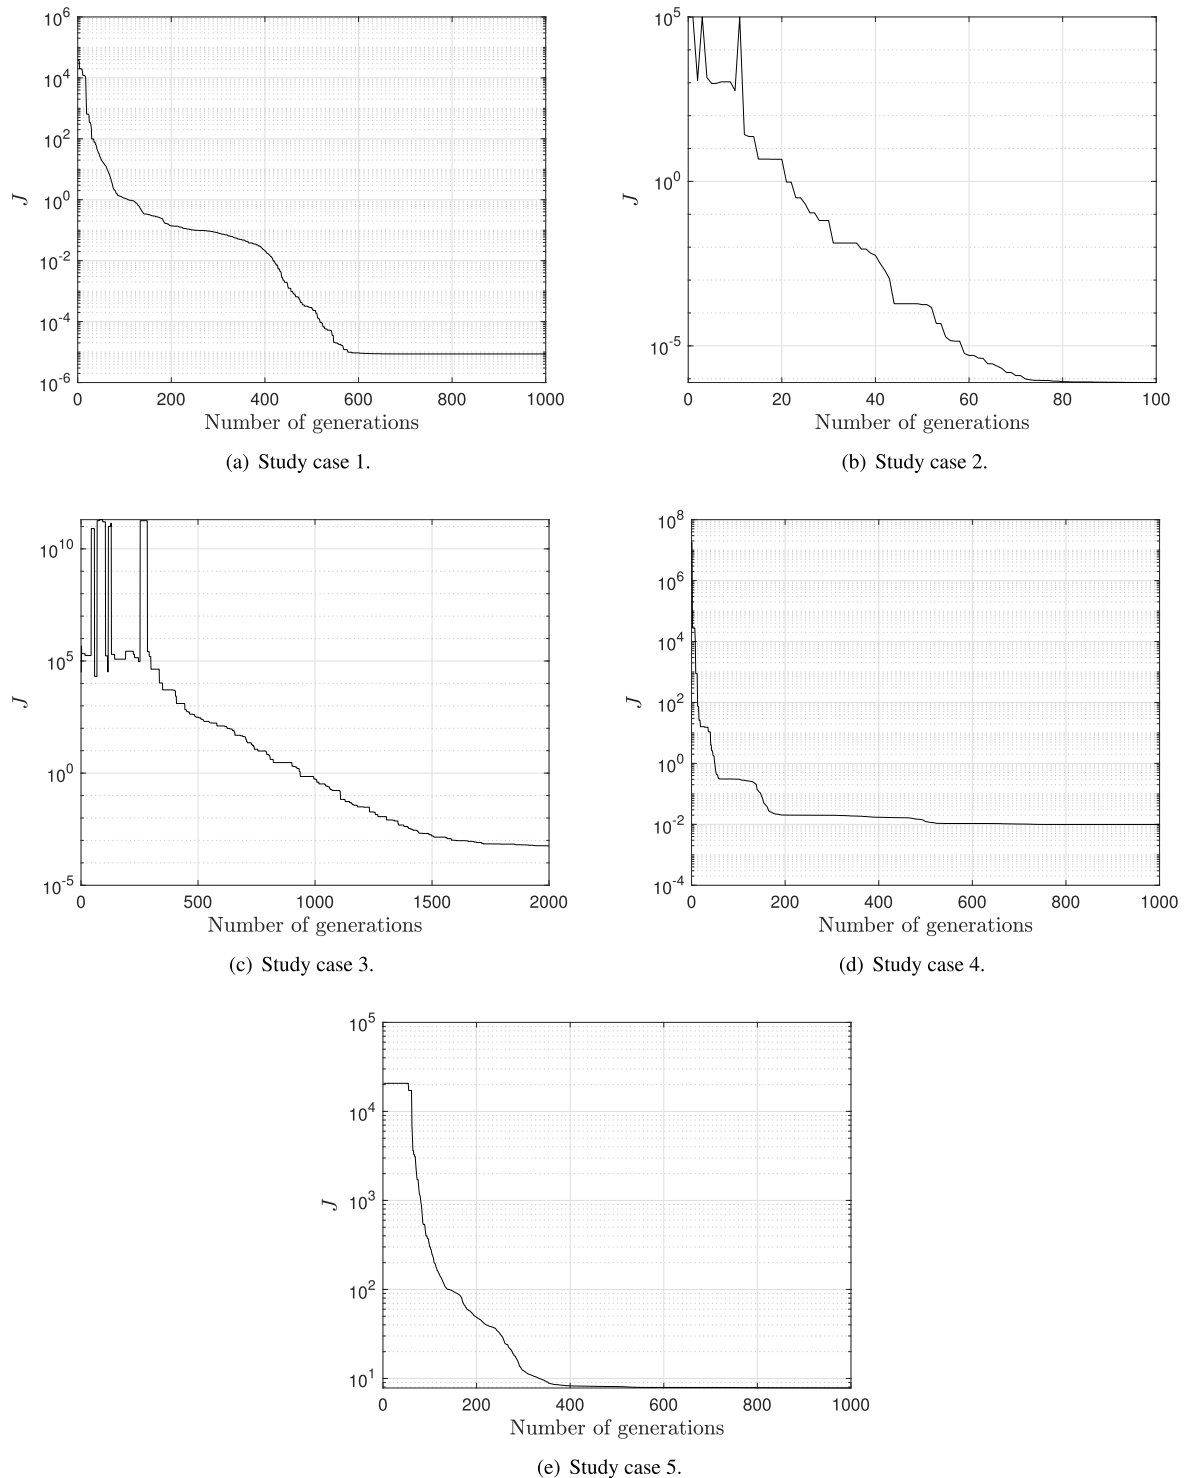 10^6
10^4
10^2
10^0
10^-2
10^-4
10^-6
J
0 200 400 600 800 1000
Number of generations
(a) Study case 1.
10^5
10^0
10^-5
J
0 20 40 60 80 100
Number of generations
(b) Study case 2.
10^10
10^5
10^0
10^-5
J
0 500 1000 1500 2000
Number of generations
(c) Study case 3.
10^8
10^6
10^4
10^2
10^0
10^-2
10^-4
J
0 200 400 600 800 1000
Number of generations
(d) Study case 4.
10^5
10^4
10^3
10^2
10^1
J
0 200 400 600 800 1000
Number of generations
(e) Study case 5.